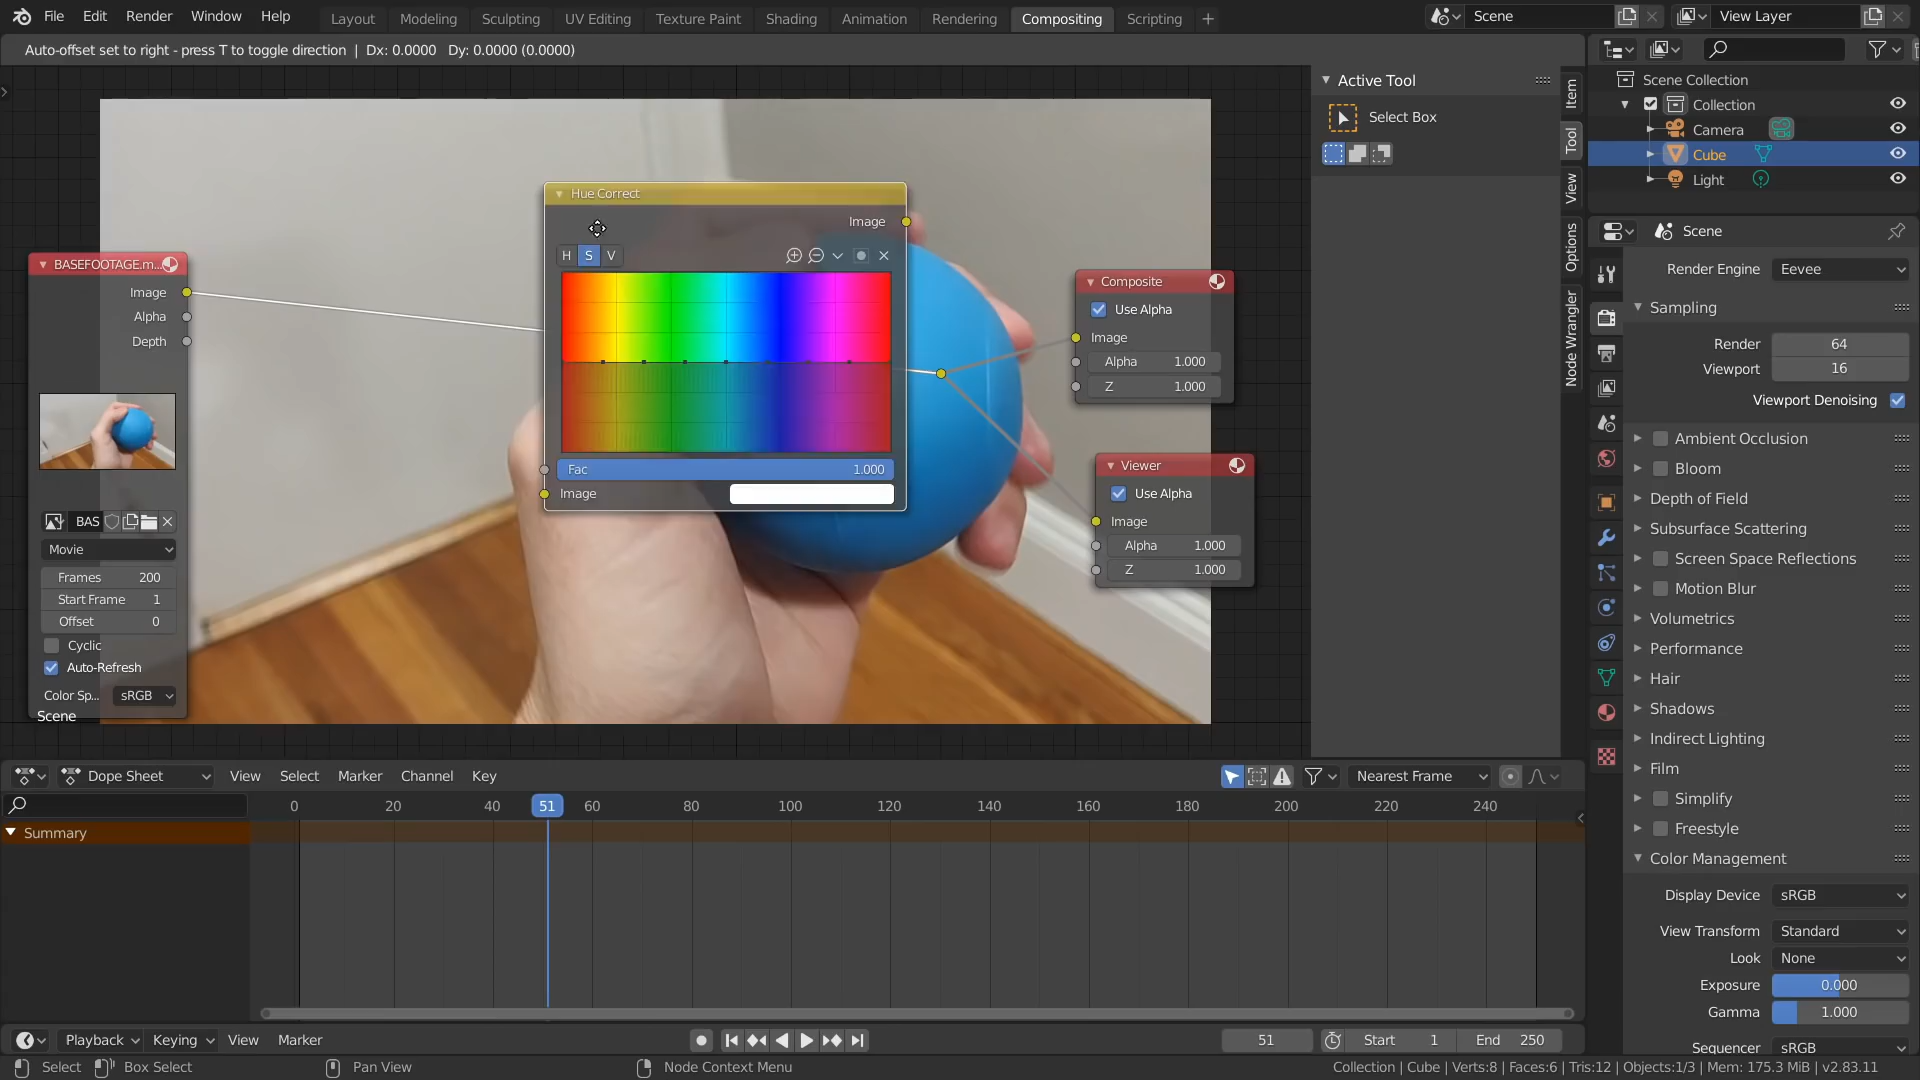 File Edit Render Window Help Layout Modeling Sculpting UV Editing Texture Paint Shading Animation Rendering Compositing Scripting Scene View Layer
Auto-offset set to right - press T to toggle direction | Dx: 0.0000 Dy: 0.0000 (0.0000)
Active Tool
Select Box
Item
Tool
View
Options
Node Wrangler
Hue Correct
Image
H S V
Fac 1.000
Image
BASEFOOTAGE.m...
Image
Alpha
Depth
BAS
Movie
Frames 200
Start Frame 1
Offset 0
Cyclic
Auto-Refresh
Color Sp... sRGB
Scene
Composite
Use Alpha
Image
Alpha 1.000
Z 1.000
Viewer
Use Alpha
Image
Alpha 1.000
Z 1.000
Scene Collection
Collection
Camera
Cube
Light
Scene
Render Engine Eevee
Sampling
Render 64
Viewport 16
Viewport Denoising
Ambient Occlusion
Bloom
Depth of Field
Subsurface Scattering
Screen Space Reflections
Motion Blur
Volumetrics
Performance
Hair
Shadows
Indirect Lighting
Film
Simplify
Freestyle
Color Management
Display Device sRGB
View Transform Standard
Look None
Exposure 0.000
Gamma 1.000
Sequencer sRGB
Dope Sheet View Select Marker Channel Key Nearest Frame
0 20 40 51 60 80 100 120 140 160 180 200 220 240
Summary
Playback Keying View Marker 51 Start 1 End 250
Select Box Select Pan View Node Context Menu Collection | Cube | Verts:8 | Faces:6 | Tris:12 | Objects:1/3 | Mem: 175.3 MiB | v2.83.11